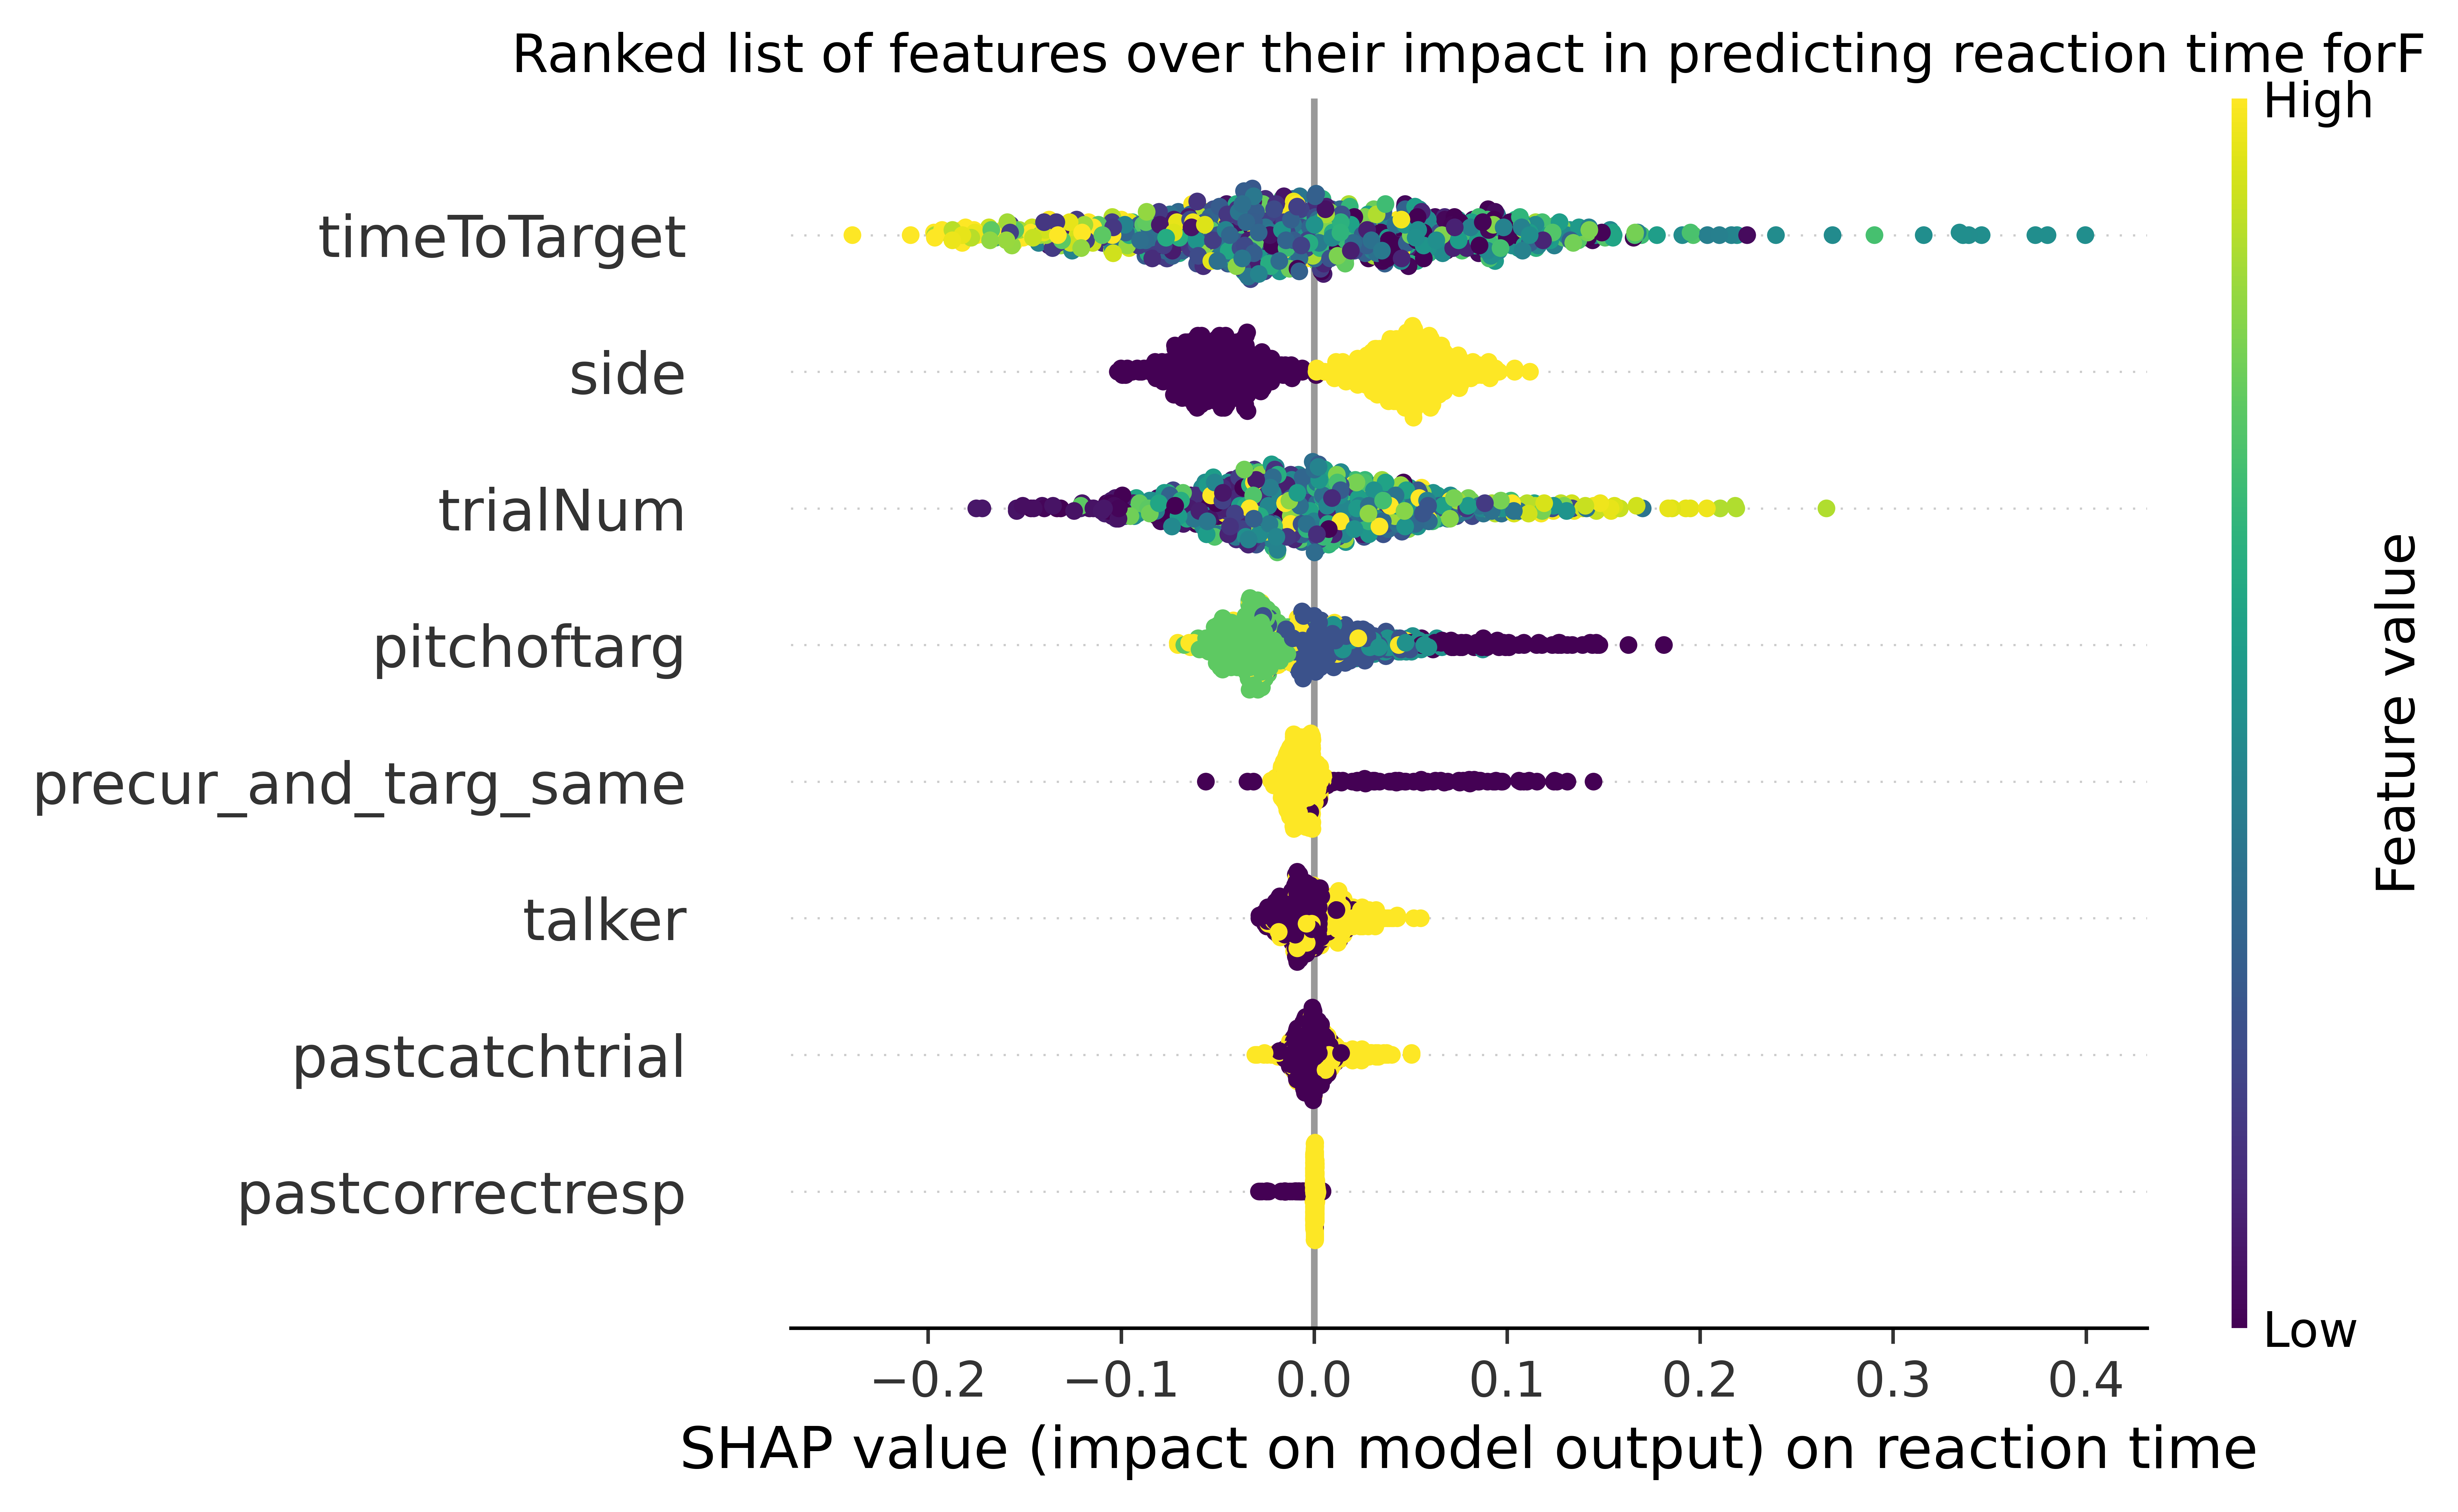 Ranked list of features over their impact in predicting reaction time forF
High
timeToTarget
side
trialNum
pitchoftarg
precur_and_targ_same
talker
pastcatchtrial
pastcorrectresp
Feature value
Low
−0.2 −0.1 0.0 0.1 0.2 0.3 0.4
SHAP value (impact on model output) on reaction time